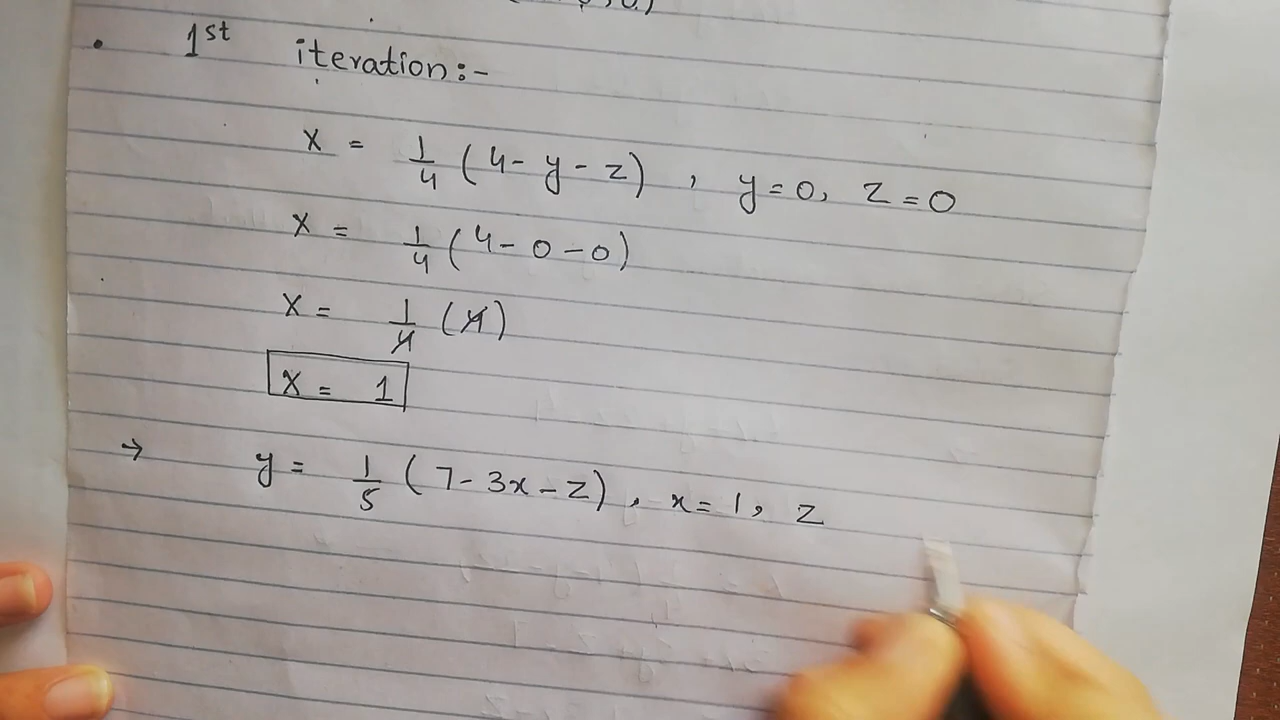 1st iteration:-
x = 1/4 (4 - y - z) , y = 0, z = 0
x = 1/4 (4 - 0 - 0)
x = 1/4 (4)
x = 1
→ y = 1/5 (7 - 3x - z) , x = 1, z